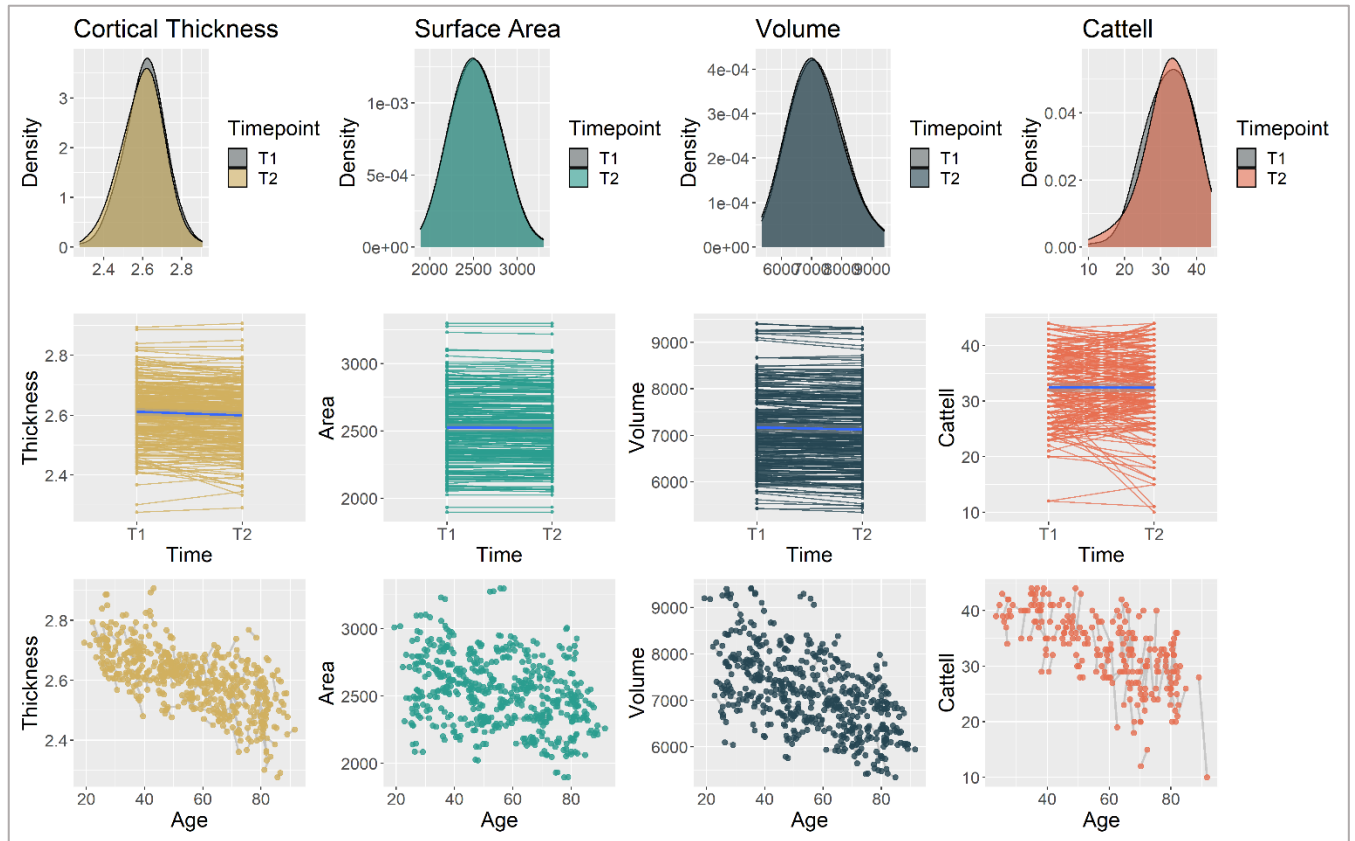 Cortical Thickness
Surface Area
Volume
Cattell
Density
3
2
1
0
2.4 2.6 2.8
Timepoint
T1
T2
Density
1e-03
5e-04
0e+00
2000 2500 3000
Timepoint
T1
T2
Density
4e-04
3e-04
2e-04
1e-04
0e+00
6000 7000 8000 9000
Timepoint
T1
T2
Density
0.04
0.02
0.00
10 20 30 40
Timepoint
T1
T2
Thickness
2.8
2.6
2.4
T1 T2
Time
Area
3000
2500
2000
T1 T2
Time
Volume
9000
8000
7000
6000
T1 T2
Time
Cattell
40
30
20
10
T1 T2
Time
Thickness
2.8
2.6
2.4
20 40 60 80
Age
Area
3000
2500
2000
20 40 60 80
Age
Volume
9000
8000
7000
6000
20 40 60 80
Age
Cattell
40
30
20
10
40 60 80
Age